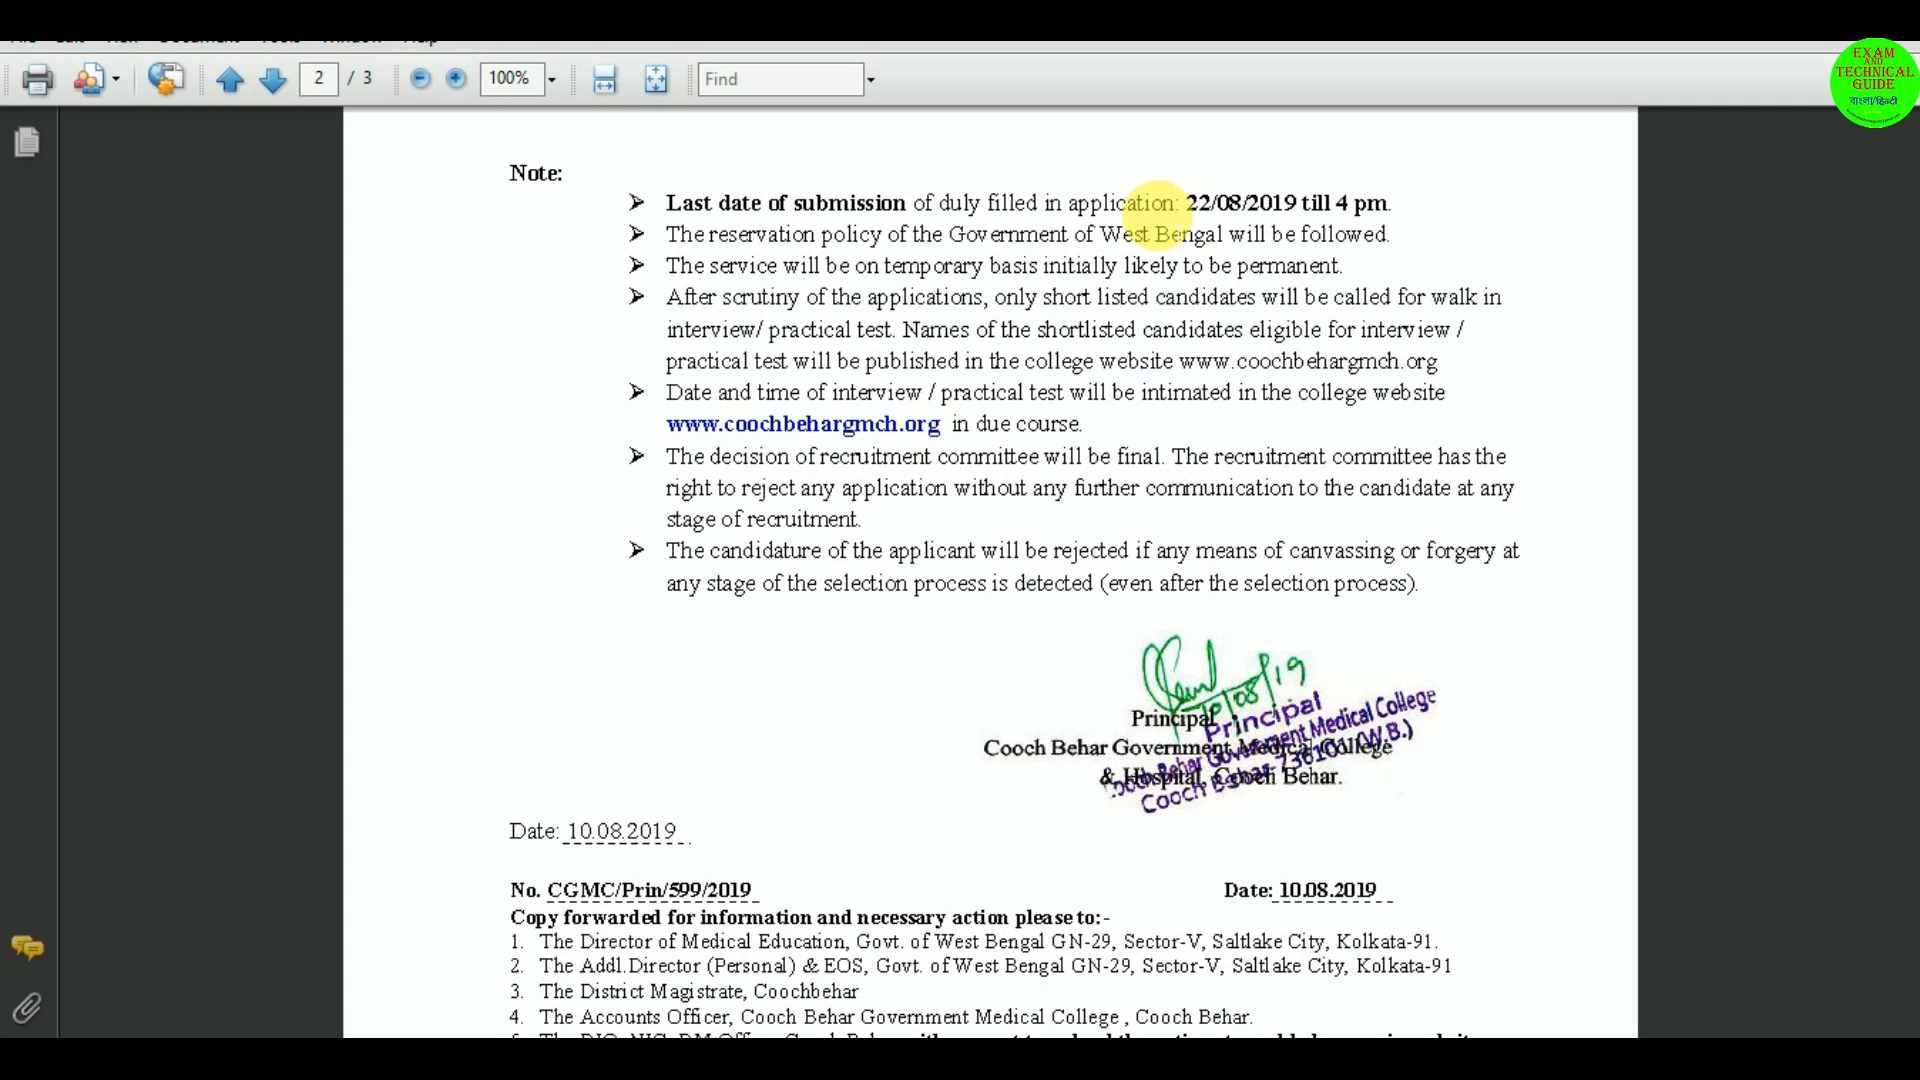 2 / 3
100%
Find
EXAM
AND
TECHNICAL
GUIDE
বাংলা/हिन्दी
Note:
➢ Last date of submission of duly filled in application: 22/08/2019 till 4 pm.
➢ The reservation policy of the Government of West Bengal will be followed.
➢ The service will be on temporary basis initially likely to be permanent.
➢ After scrutiny of the applications, only short listed candidates will be called for walk in
interview/ practical test. Names of the shortlisted candidates eligible for interview /
practical test will be published in the college website www.coochbehargmch.org
➢ Date and time of interview / practical test will be intimated in the college website
www.coochbehargmch.org in due course.
➢ The decision of recruitment committee will be final. The recruitment committee has the
right to reject any application without any further communication to the candidate at any
stage of recruitment.
➢ The candidature of the applicant will be rejected if any means of canvassing or forgery at
any stage of the selection process is detected (even after the selection process).
10/08/19
Principal
Cooch Behar Government Medical College
& Hospital, Cooch Behar.
Principal
Cooch Behar Government Medical College
Cooch Behar-736101 (W.B.)
Date: 10.08.2019
No. CGMC/Prin/599/2019 Date: 10.08.2019
Copy forwarded for information and necessary action please to:-
1. The Director of Medical Education, Govt. of West Bengal GN-29, Sector-V, Saltlake City, Kolkata-91.
2. The Addl.Director (Personal) & EOS, Govt. of West Bengal GN-29, Sector-V, Saltlake City, Kolkata-91
3. The District Magistrate, Coochbehar
4. The Accounts Officer, Cooch Behar Government Medical College , Cooch Behar.